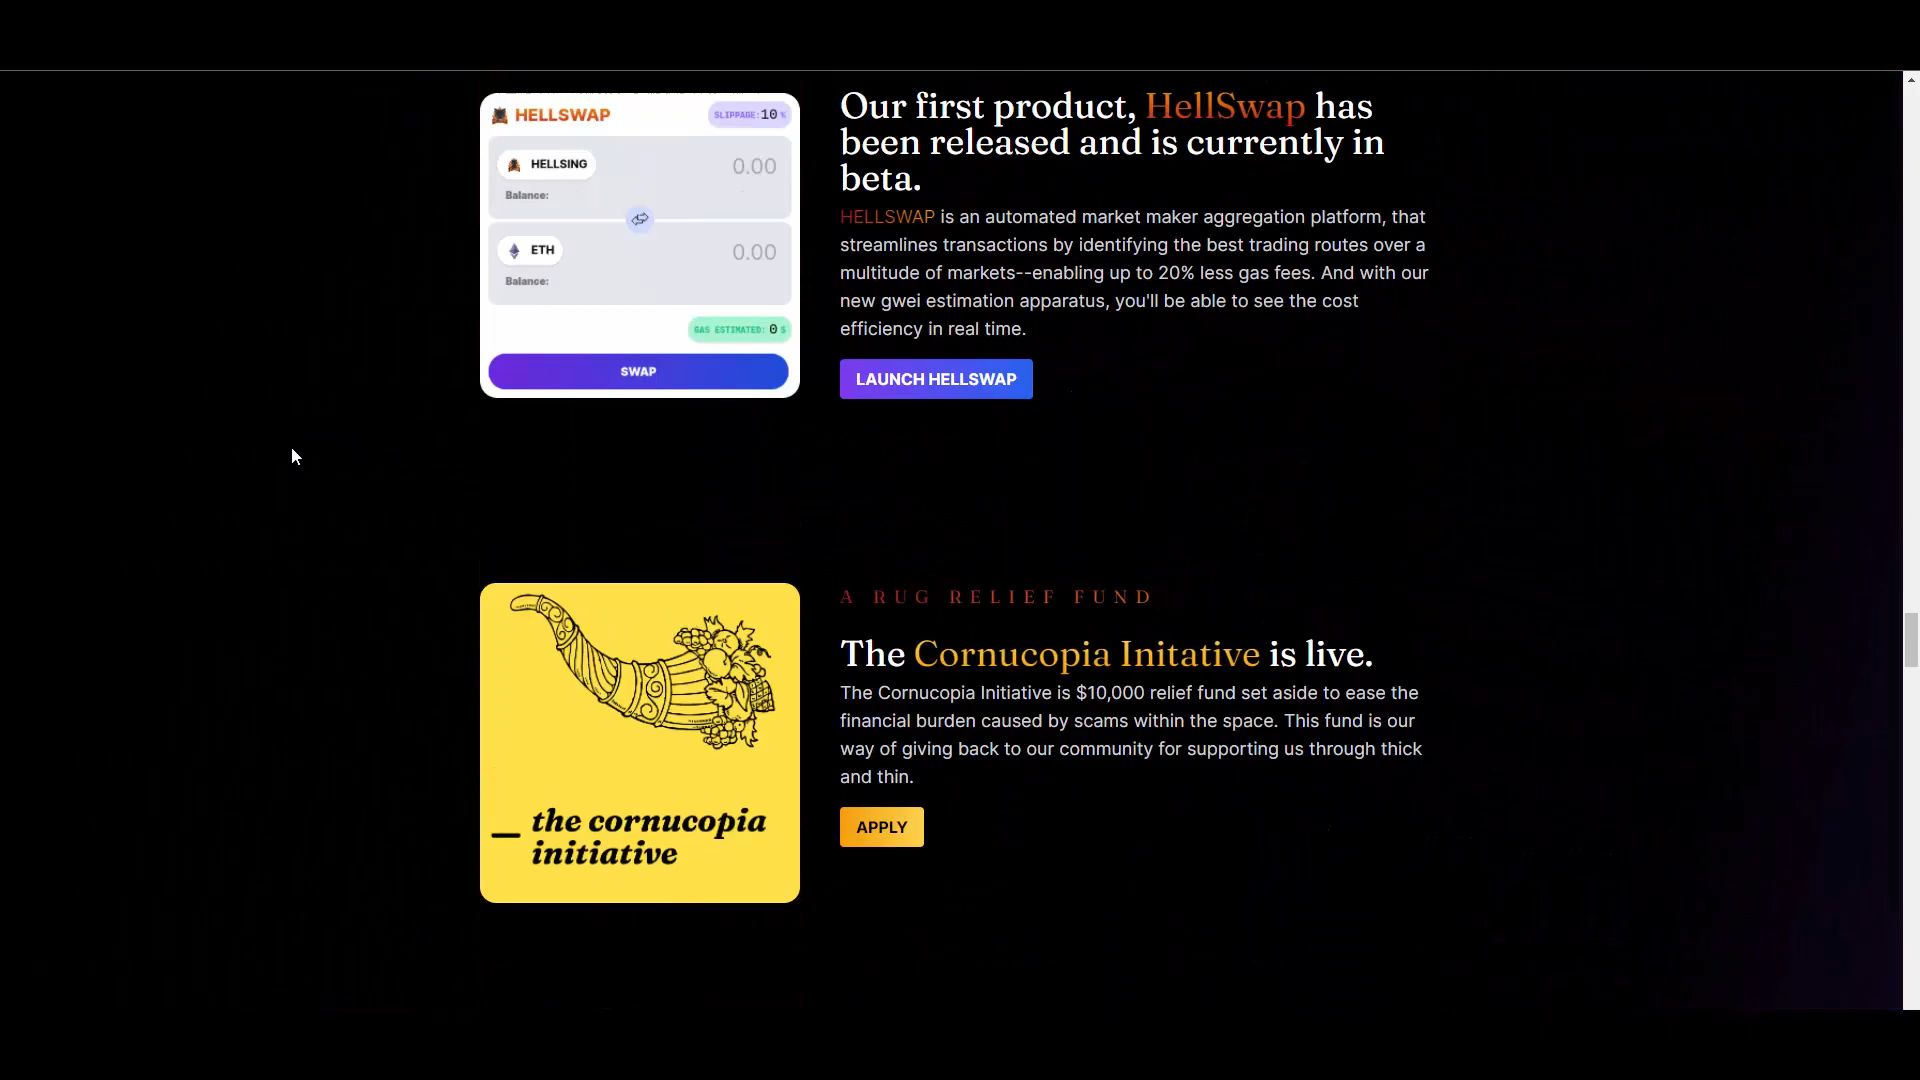 HELLSWAP
SLIPPAGE: 10 %
HELLSING
0.00
Balance:
ETH
0.00
Balance:
GAS ESTIMATED: 0 $
SWAP
Our first product, HellSwap has
been released and is currently in
beta.
HELLSWAP is an automated market maker aggregation platform, that
streamlines transactions by identifying the best trading routes over a
multitude of markets--enabling up to 20% less gas fees. And with our
new gwei estimation apparatus, you'll be able to see the cost
efficiency in real time.
LAUNCH HELLSWAP
the cornucopia
initiative
A RUG RELIEF FUND
The Cornucopia Initative is live.
The Cornucopia Initiative is $10,000 relief fund set aside to ease the
financial burden caused by scams within the space. This fund is our
way of giving back to our community for supporting us through thick
and thin.
APPLY